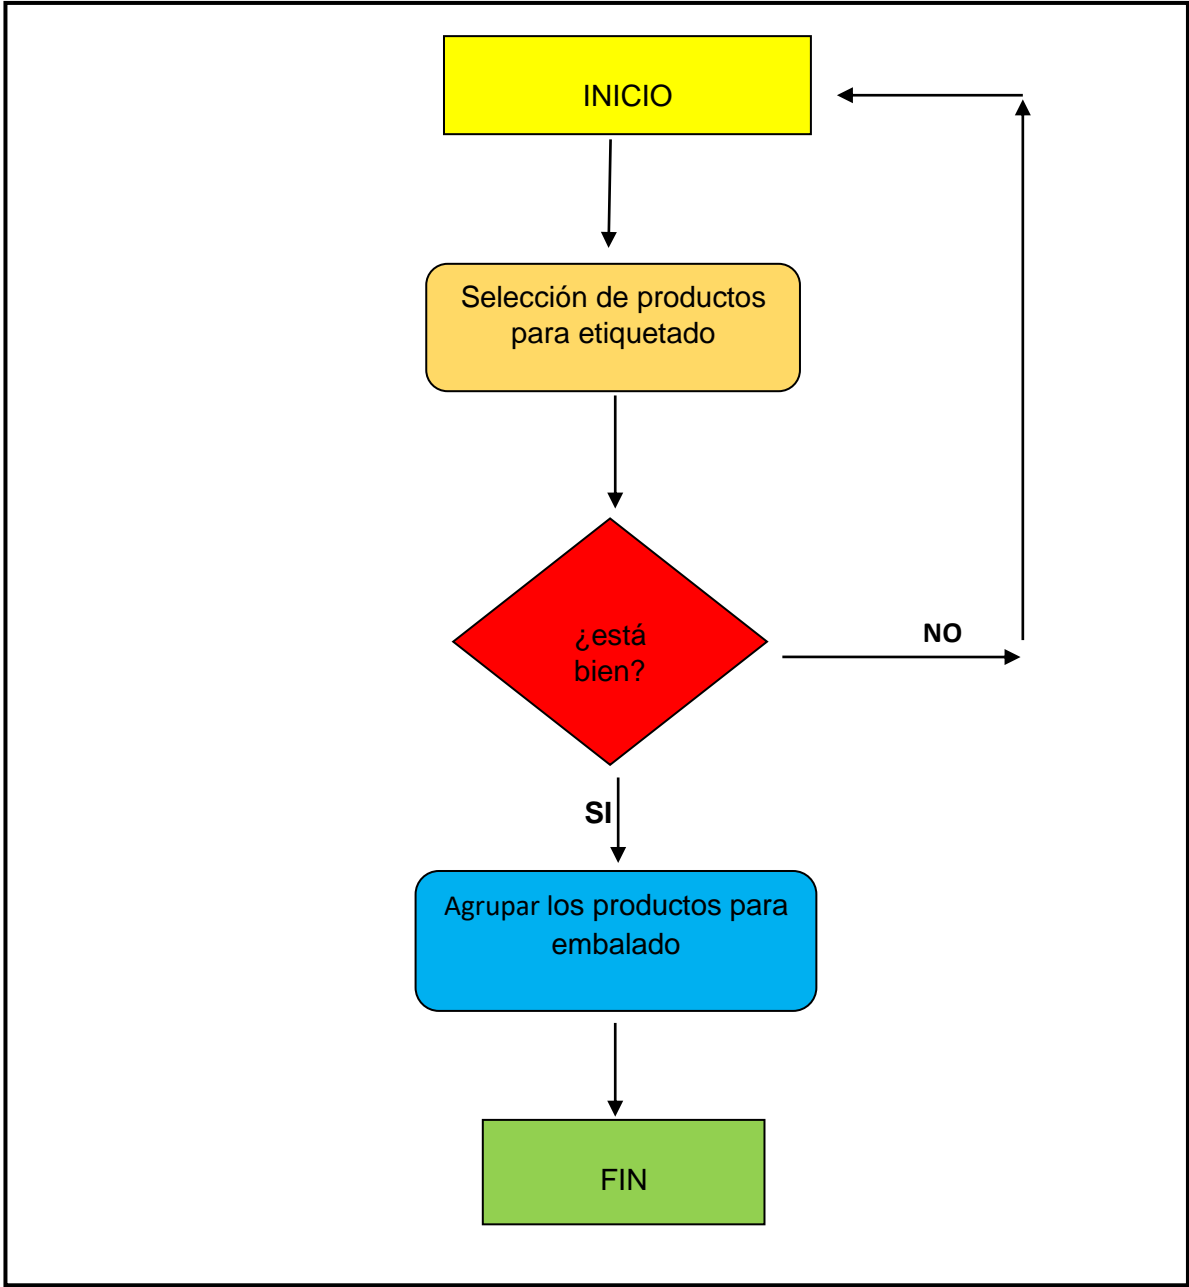 INICIO
Selección de productos
para etiquetado
¿está
bien?
NO
SI
Agrupar los productos para
embalado
FIN